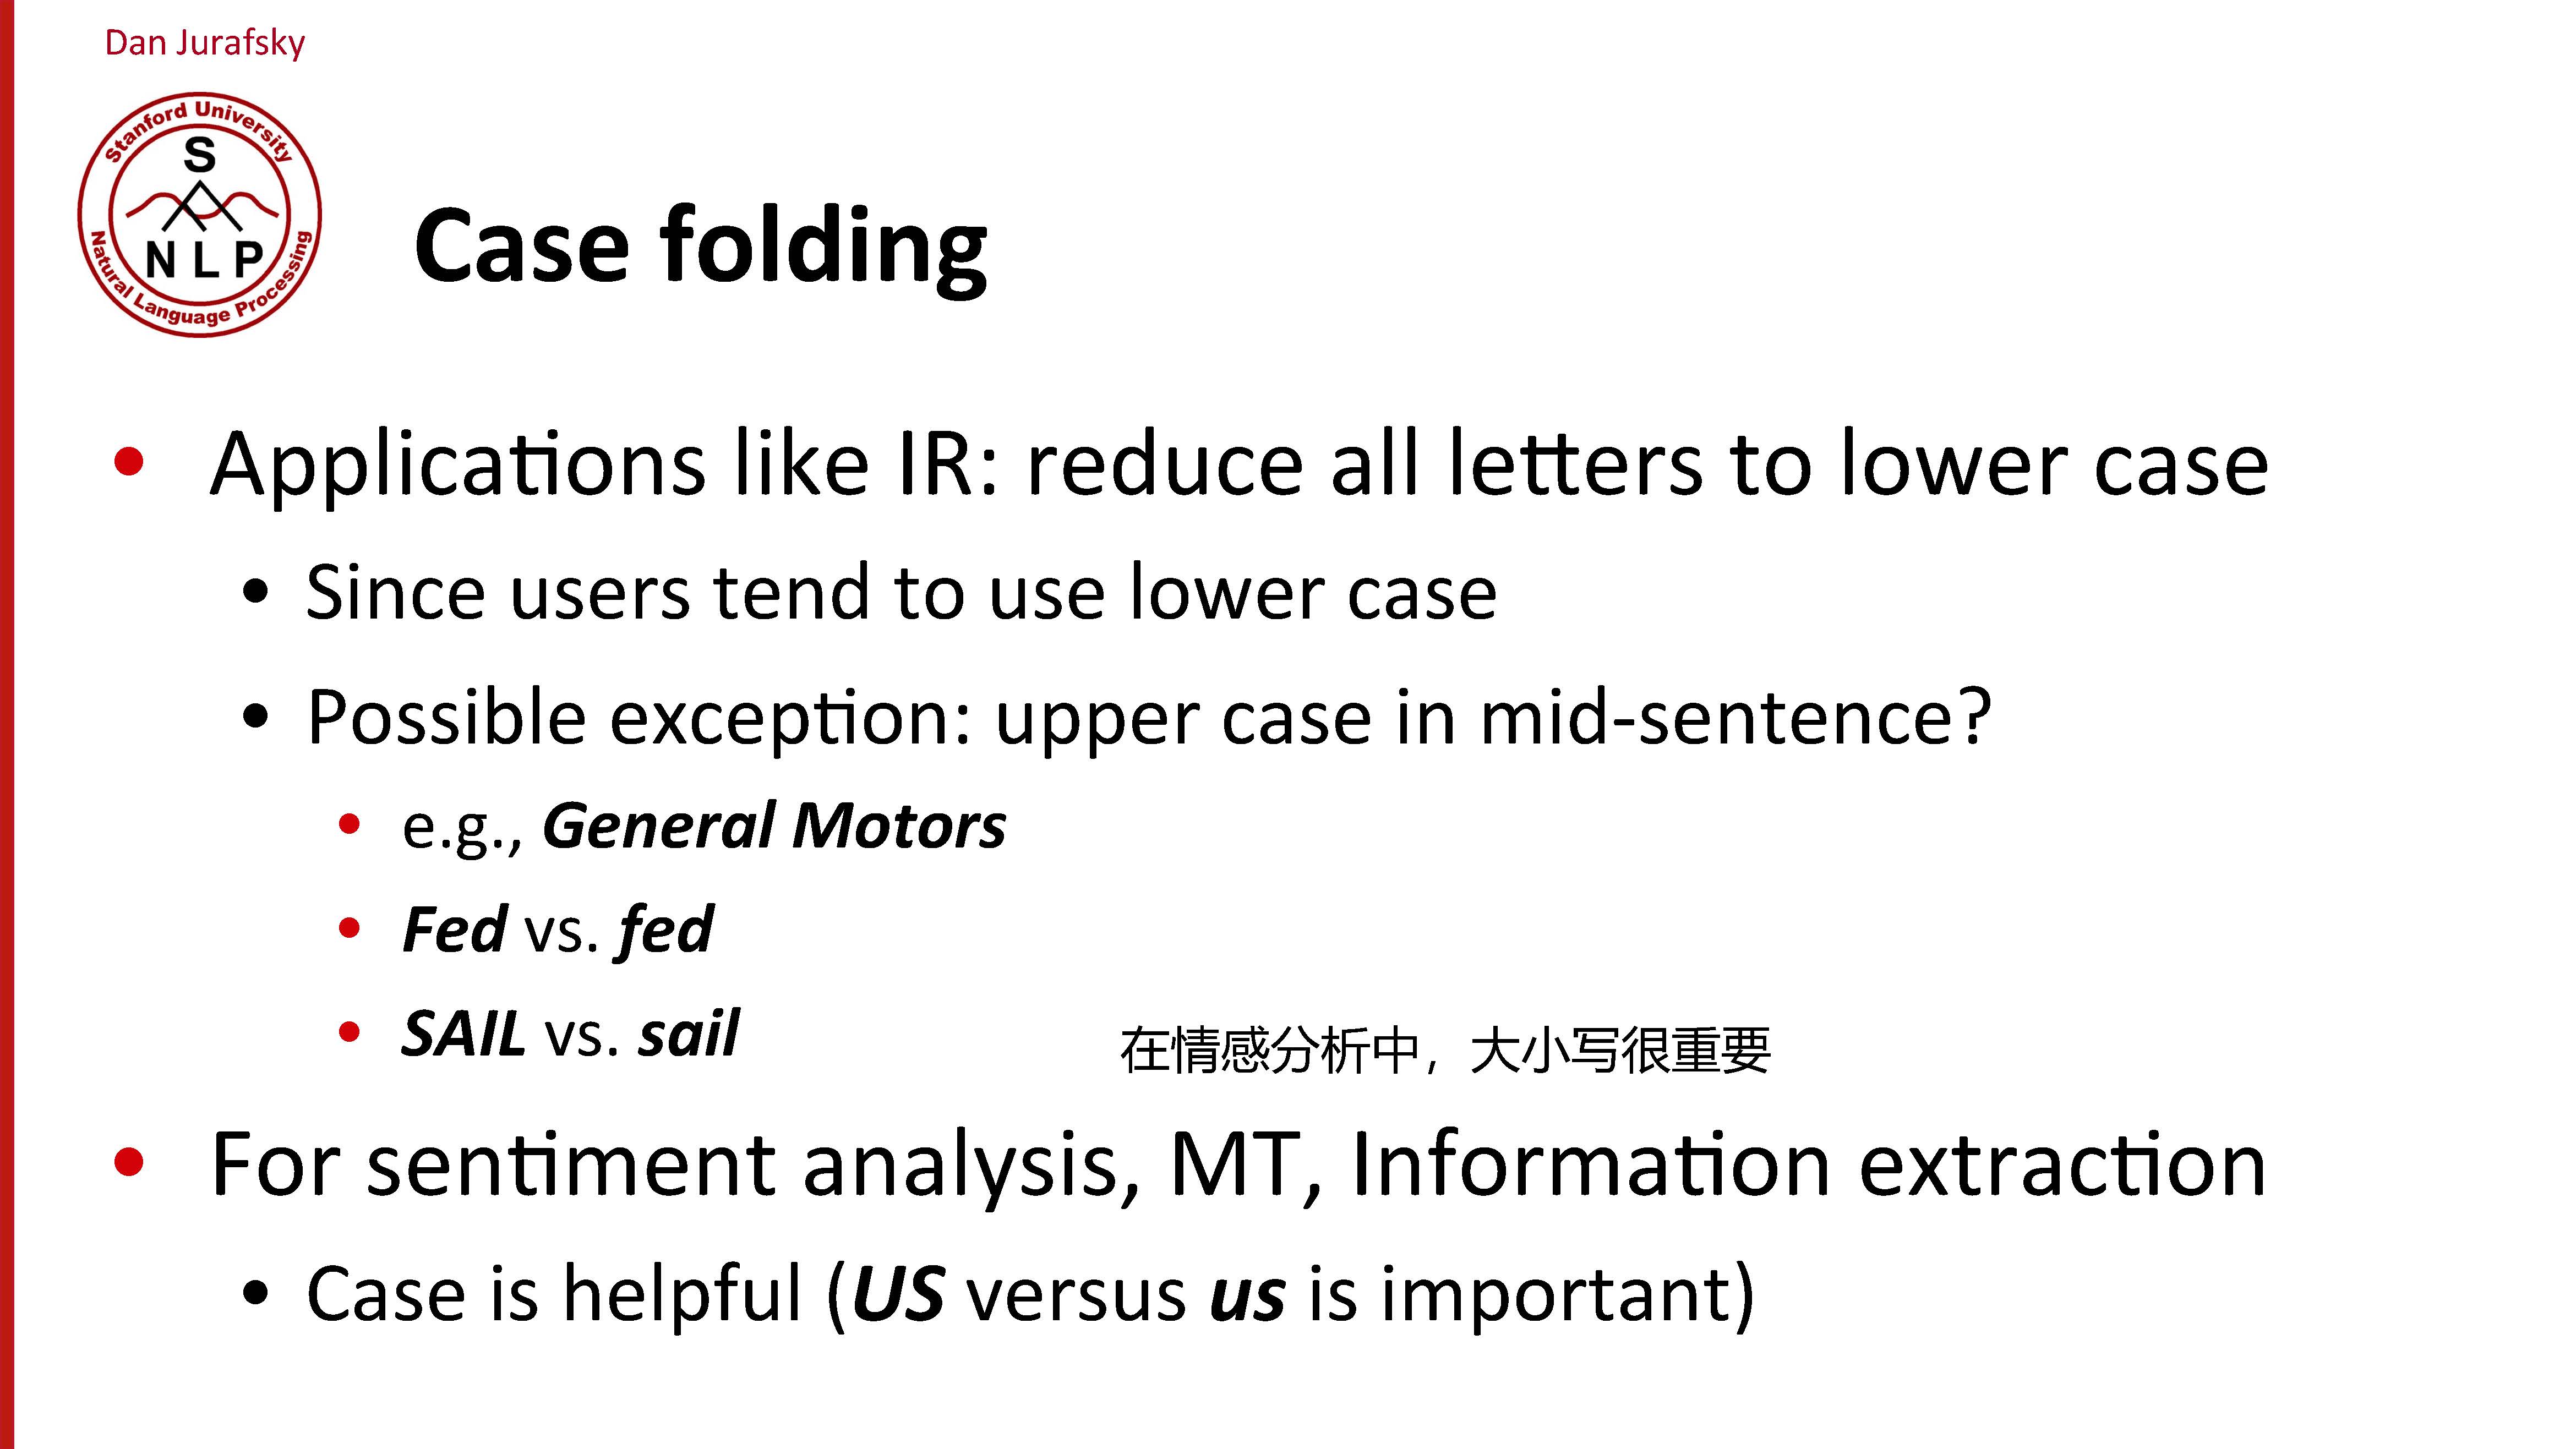 Dan Jurafsky
Stanford University
S
N L P
Natural Language Processing
Case folding
• Applications like IR: reduce all letters to lower case
• Since users tend to use lower case
• Possible exception: upper case in mid-sentence?
• e.g., General Motors
• Fed vs. fed
• SAIL vs. sail
在情感分析中，大小写很重要
• For sentiment analysis, MT, Information extraction
• Case is helpful (US versus us is important)